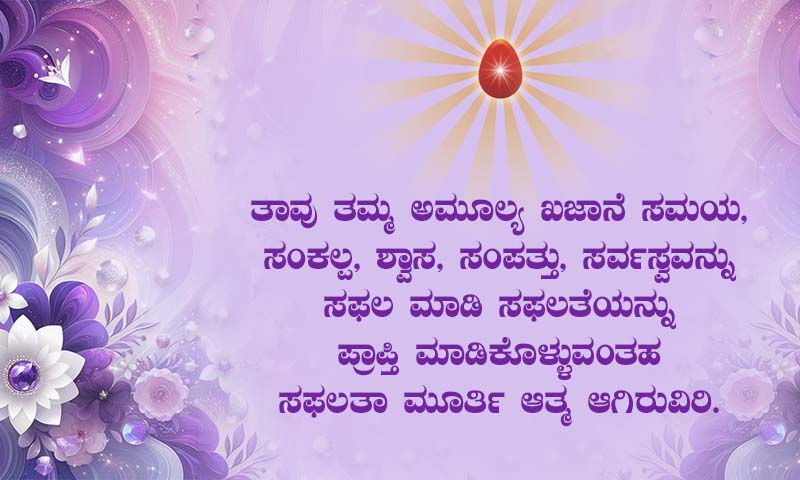 ತಾವು ತಮ್ಮ ಅಮೂಲ್ಯ ಖಜಾನೆ ಸಮಯ,
ಸಂಕಲ್ಪ, ಶ್ವಾಸ, ಸಂಪತ್ತು, ಸರ್ವಸ್ವವನ್ನು
ಸಫಲ ಮಾಡಿ ಸಫಲತೆಯನ್ನು
ಪ್ರಾಪ್ತಿ ಮಾಡಿಕೊಳ್ಳುವಂತಹ
ಸಫಲತಾ ಮೂರ್ತಿ ಆತ್ಮ ಆಗಿರುವಿರಿ.